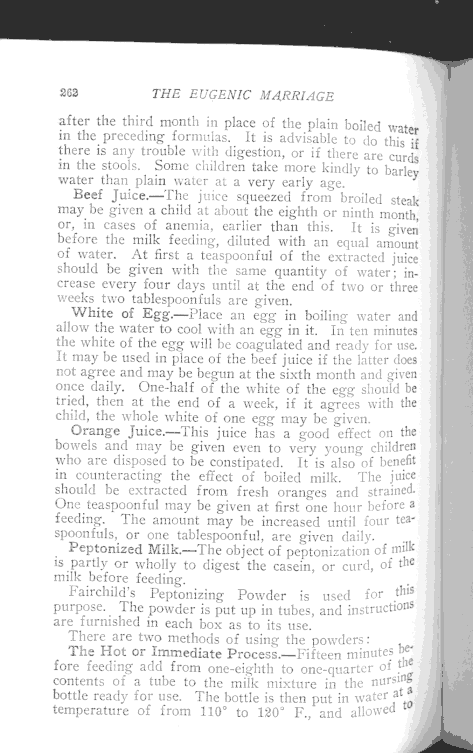 262 THE EUGENIC MARRIAGE
after the third month in place of the plain boiled water
in the preceding formulas. It is advisable to do this if
there is any trouble with digestion, or if there are curds
in the stools. Some children take more kindly to barley
water than plain water at a very early age.
Beef Juice.—The juice squeezed from broiled steak
may be given a child at about the eighth or ninth month,
or, in cases of anemia, earlier than this. It is given
before the milk feeding, diluted with an equal amount
of water. At first a teaspoonful of the extracted juice
should be given with the same quantity of water; in-
crease every four days until at the end of two or three
weeks two tablespoonfuls are given.
White of Egg.—Place an egg in boiling water and
allow the water to cool with an egg in it. In ten minutes
the white of the egg will be coagulated and ready for use.
It may be used in place of the beef juice if the latter does
not agree and may be begun at the sixth month and given
once daily. One-half of the white of the egg should be
tried, then at the end of a week, if it agrees with the
child, the whole white of one egg may be given.
Orange Juice.—This juice has a good effect on the
bowels and may be given even to very young children
who are disposed to be constipated. It is also of benefit
in counteracting the effect of boiled milk. The juice
should be extracted from fresh oranges and strained.
One teaspoonful may be given at first one hour before a
feeding. The amount may be increased until four tea-
spoonfuls, or one tablespoonful, are given daily.
Peptonized Milk.—The object of peptonization of milk
is partly or wholly to digest the casein, or curd, of the
milk before feeding.
Fairchild's Peptonizing Powder is used for this
purpose. The powder is put up in tubes, and instructions
are furnished in each box as to its use.
There are two methods of using the powders:
The Hot or Immediate Process.—Fifteen minutes be-
fore feeding add from one-eighth to one-quarter of the
contents of a tube to the milk mixture in the nursing
bottle ready for use. The bottle is then put in water at a
temperature of from 110° to 120° F., and allowed to